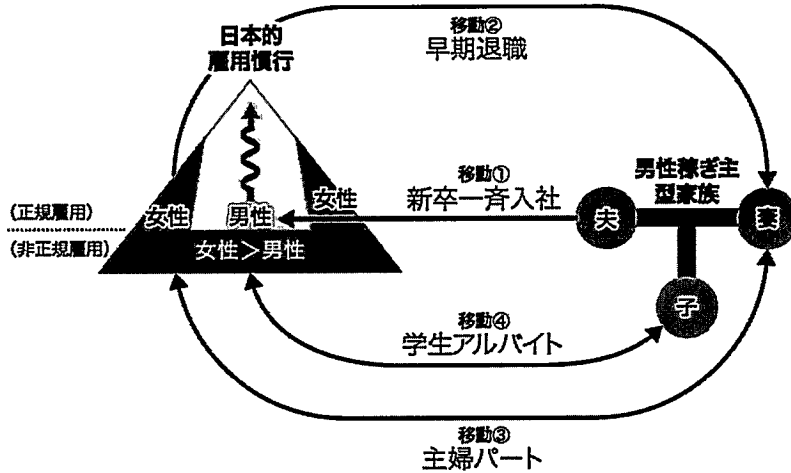 移動②
早期退職
日本的
雇用慣行
移動①
新卒一斉入社
男性稼ぎ主
型家族
女性
男性
女性
夫
妻
(正規雇用)
(非正規雇用)
女性>男性
子
移動④
学生アルバイト
移動③
主婦パート